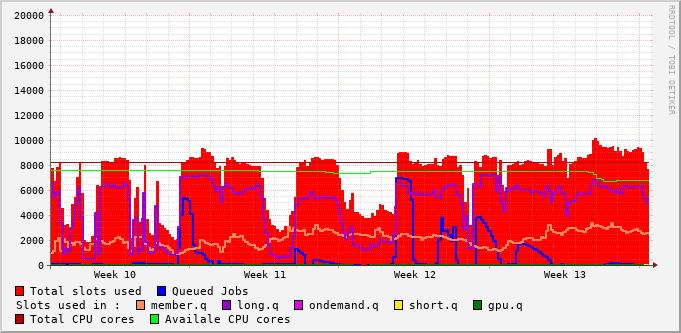 20000
18000
16000
14000
12000
10000
8000
6000
4000
2000
0
Week 10 Week 11 Week 12 Week 13
RRDTOOL / TOBI OETIKER
Total slots used Queued Jobs
Slots used in : member.q long.q ondemand.q short.q gpu.q
Total CPU cores Availale CPU cores